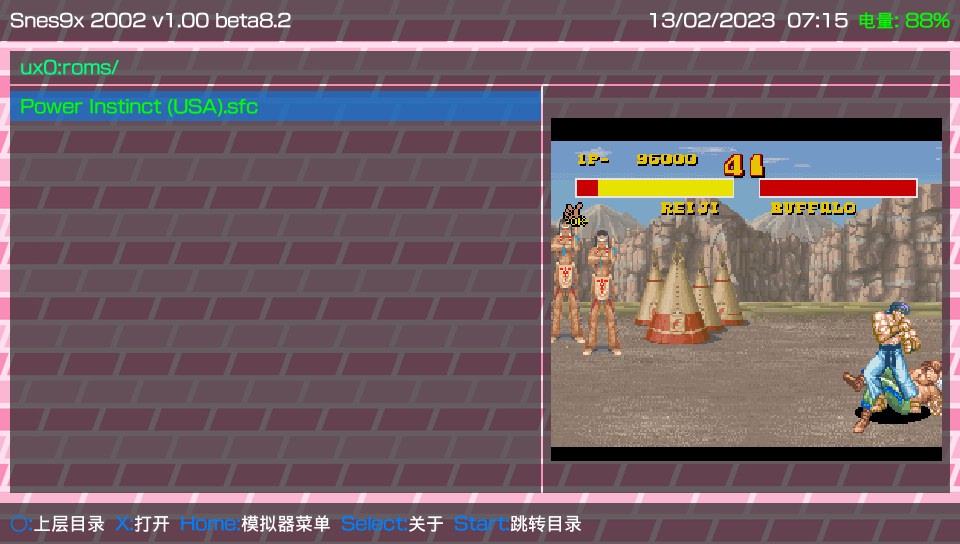 Snes9x 2002 v1.00 beta8.2 13/02/2023 07:15 电量: 88%
ux0:roms/
Power Instinct (USA).sfc
1P- 96000 41
REIJI BUFFALO
OK
○:上层目录 X:打开 Home:模拟器菜单 Select:关于 Start:跳转目录